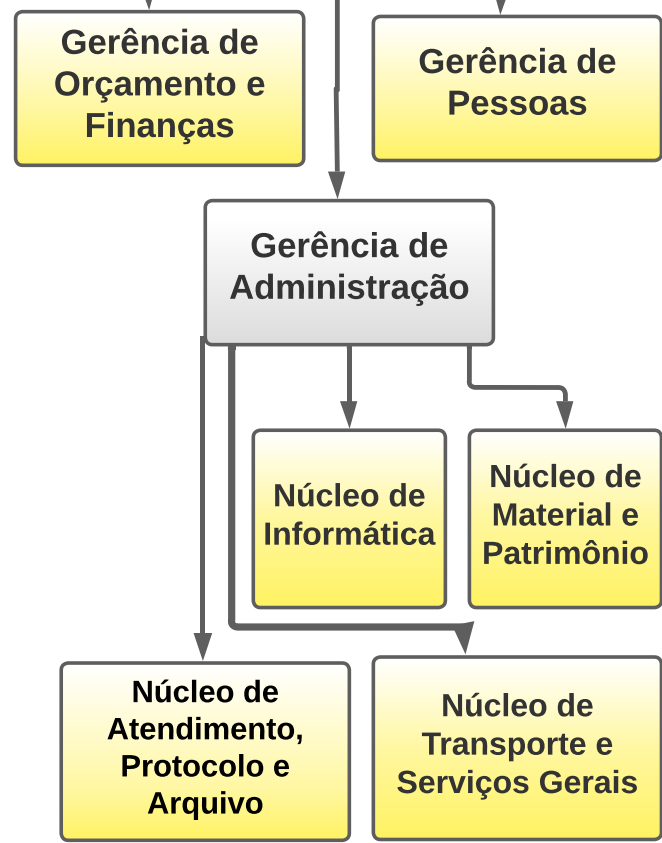 Gerência de
Orçamento e
Finanças
Gerência de
Pessoas
Gerência de
Administração
Núcleo de
Informática
Núcleo de
Material e
Patrimônio
Núcleo de
Atendimento,
Protocolo e
Arquivo
Núcleo de
Transporte e
Serviços Gerais